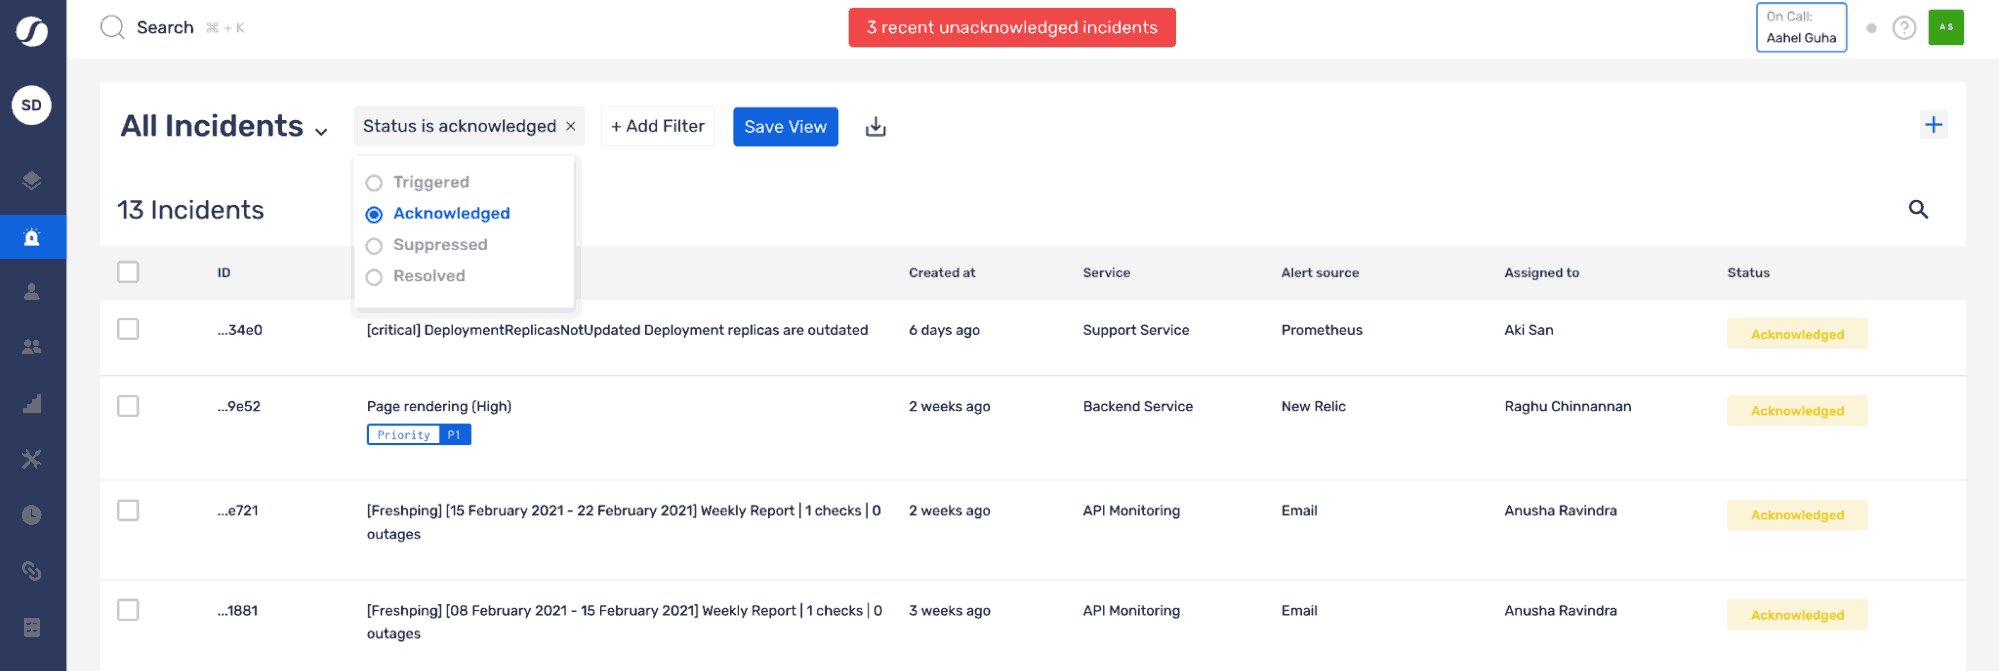 Search ⌘ + K
3 recent unacknowledged incidents
On Call:
Aahel Guha
?
AS
SD
All Incidents
Status is acknowledged ×
+ Add Filter
Save View
+
Triggered
Acknowledged
Suppressed
Resolved
13 Incidents
ID Created at Service Alert source Assigned to Status
...34e0 [critical] DeploymentReplicasNotUpdated Deployment replicas are outdated 6 days ago Support Service Prometheus Aki San Acknowledged
...9e52 Page rendering (High) 2 weeks ago Backend Service New Relic Raghu Chinnannan Acknowledged
Priority P1
...e721 [Freshping] [15 February 2021 - 22 February 2021] Weekly Report | 1 checks | 0 2 weeks ago API Monitoring Email Anusha Ravindra Acknowledged
outages
...1881 [Freshping] [08 February 2021 - 15 February 2021] Weekly Report | 1 checks | 0 3 weeks ago API Monitoring Email Anusha Ravindra Acknowledged
outages